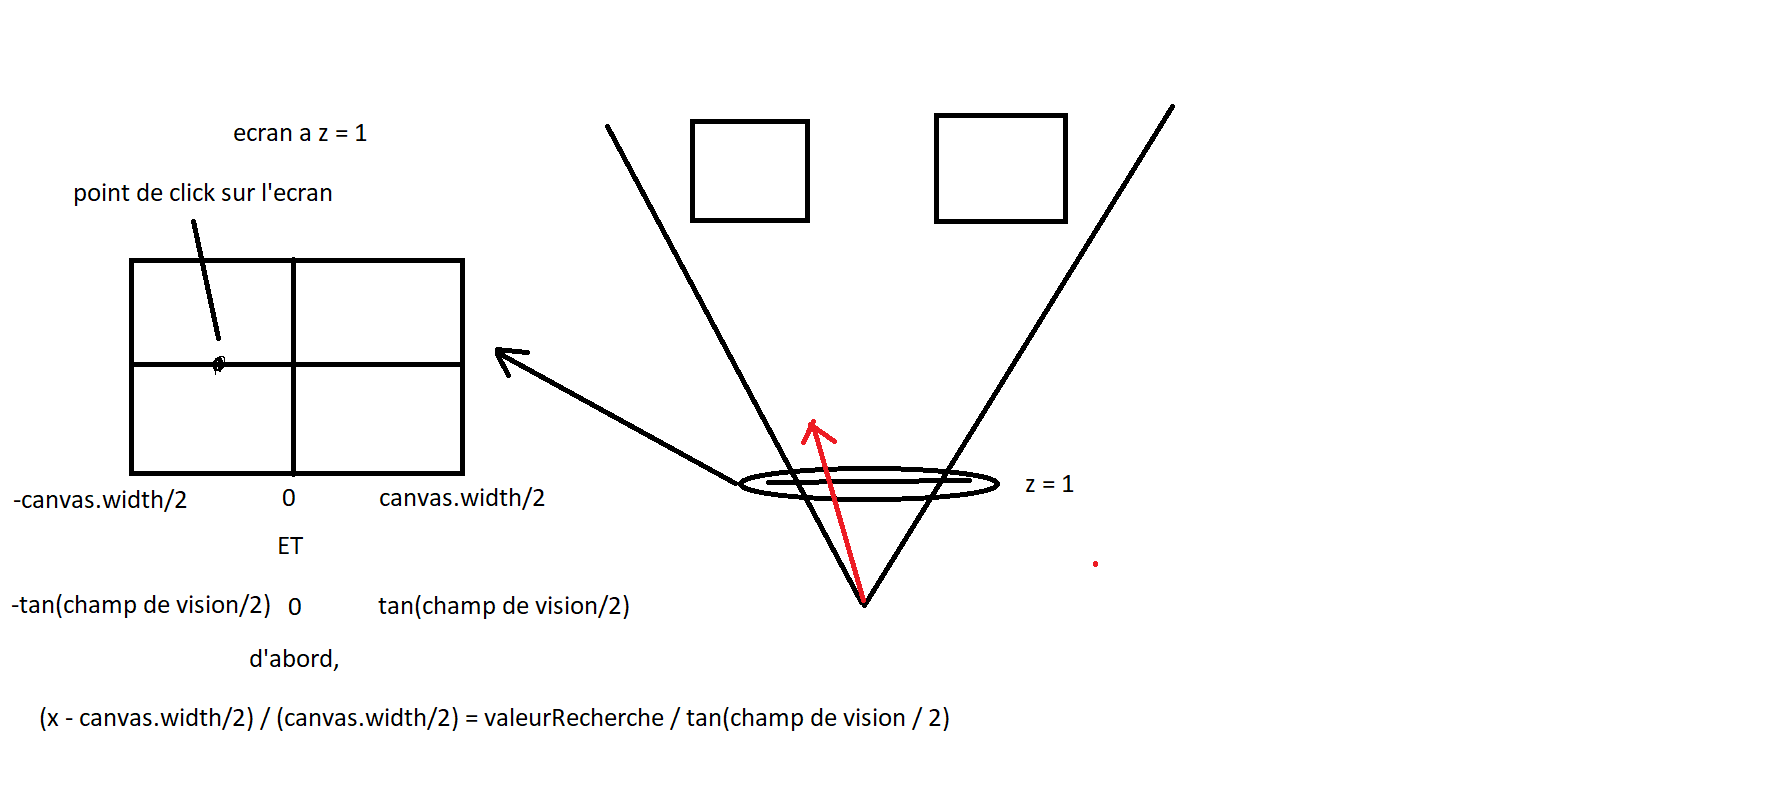 ecran a z = 1
point de click sur l'ecran
z = 1
-canvas.width/2 0 canvas.width/2
ET
-tan(champ de vision/2) 0 tan(champ de vision/2)
d'abord,
(x - canvas.width/2) / (canvas.width/2) = valeurRecherche / tan(champ de vision / 2)